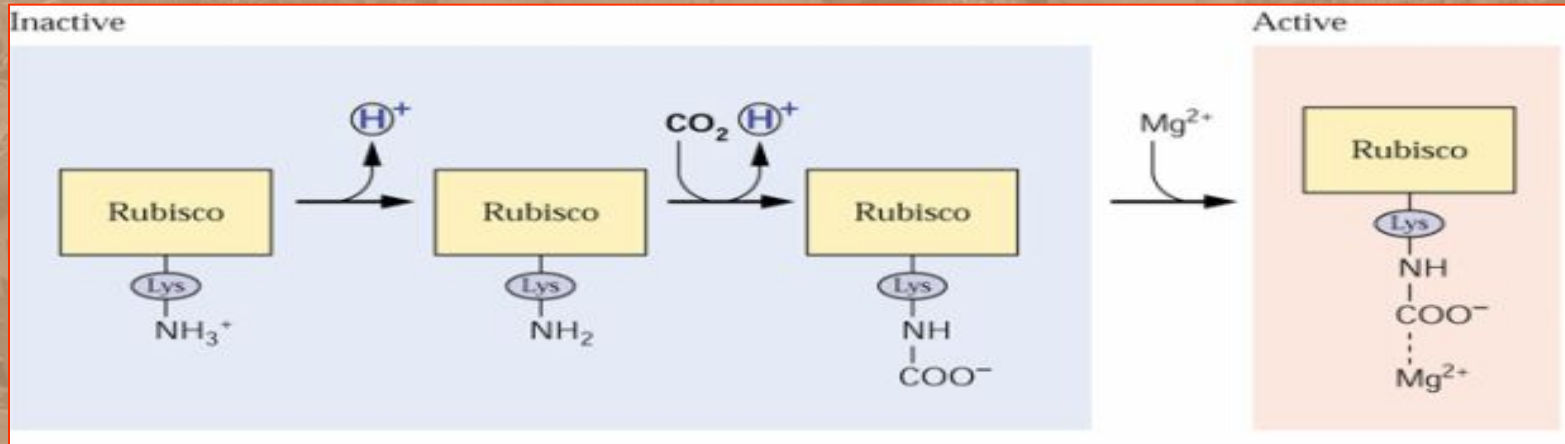 Inactive
Active
H+
CO2 H+
Mg2+
Rubisco
Rubisco
Rubisco
Rubisco
Lys
Lys
Lys
Lys
NH3+
NH2
NH
COO−
NH
COO−
Mg2+